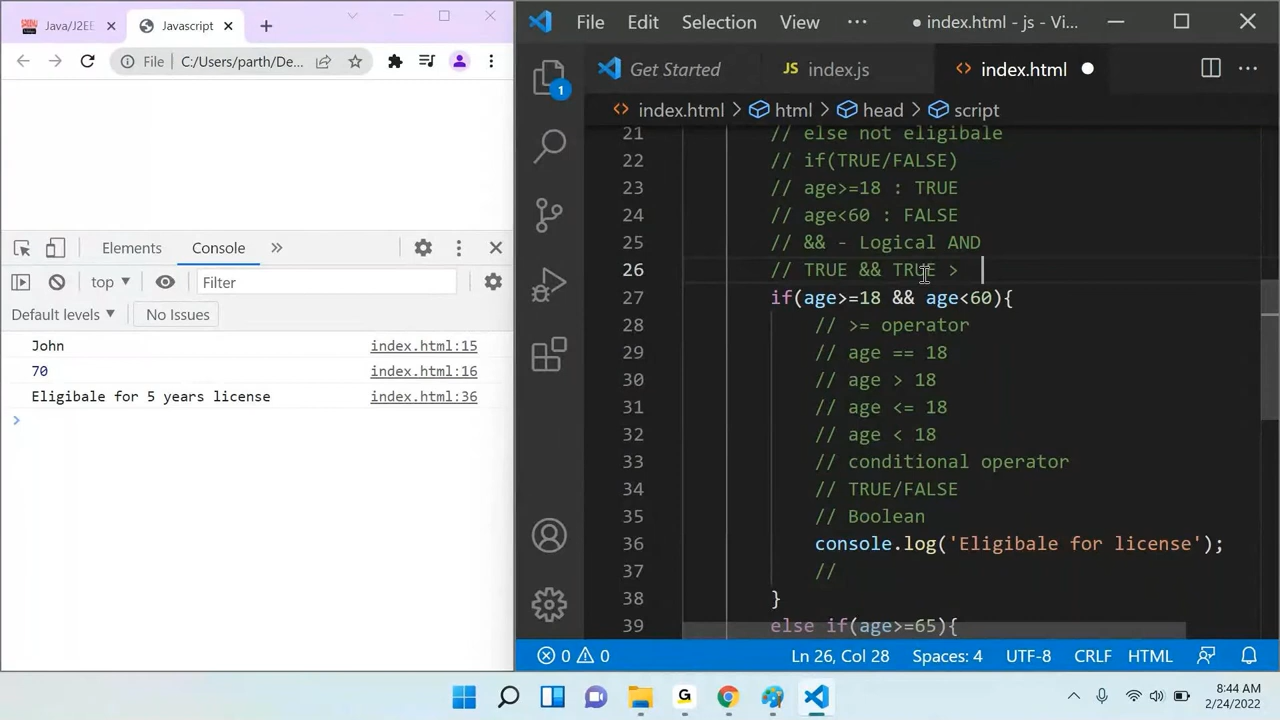 Java/J2EE
Javascript
File C:/Users/parth/De...
Elements Console
top Filter
Default levels No Issues
John index.html:15
70 index.html:16
Eligibale for 5 years license index.html:36
>
File Edit Selection View ... ● index.html - js - Vi...
Get Started JS index.js <> index.html ●
1
<> index.html > html > head > script
21 // else not eligibale
22 // if(TRUE/FALSE)
23 // age>=18 : TRUE
24 // age<60 : FALSE
25 // && - Logical AND
26 // TRUE && TRUE >
27 if(age>=18 && age<60){
28 // >= operator
29 // age == 18
30 // age > 18
31 // age <= 18
32 // age < 18
33 // conditional operator
34 // TRUE/FALSE
35 // Boolean
36 console.log('Eligibale for license');
37 //
38 }
39 else if(age>=65){
0 0 Ln 26, Col 28 Spaces: 4 UTF-8 CRLF HTML
G
8:44 AM
2/24/2022